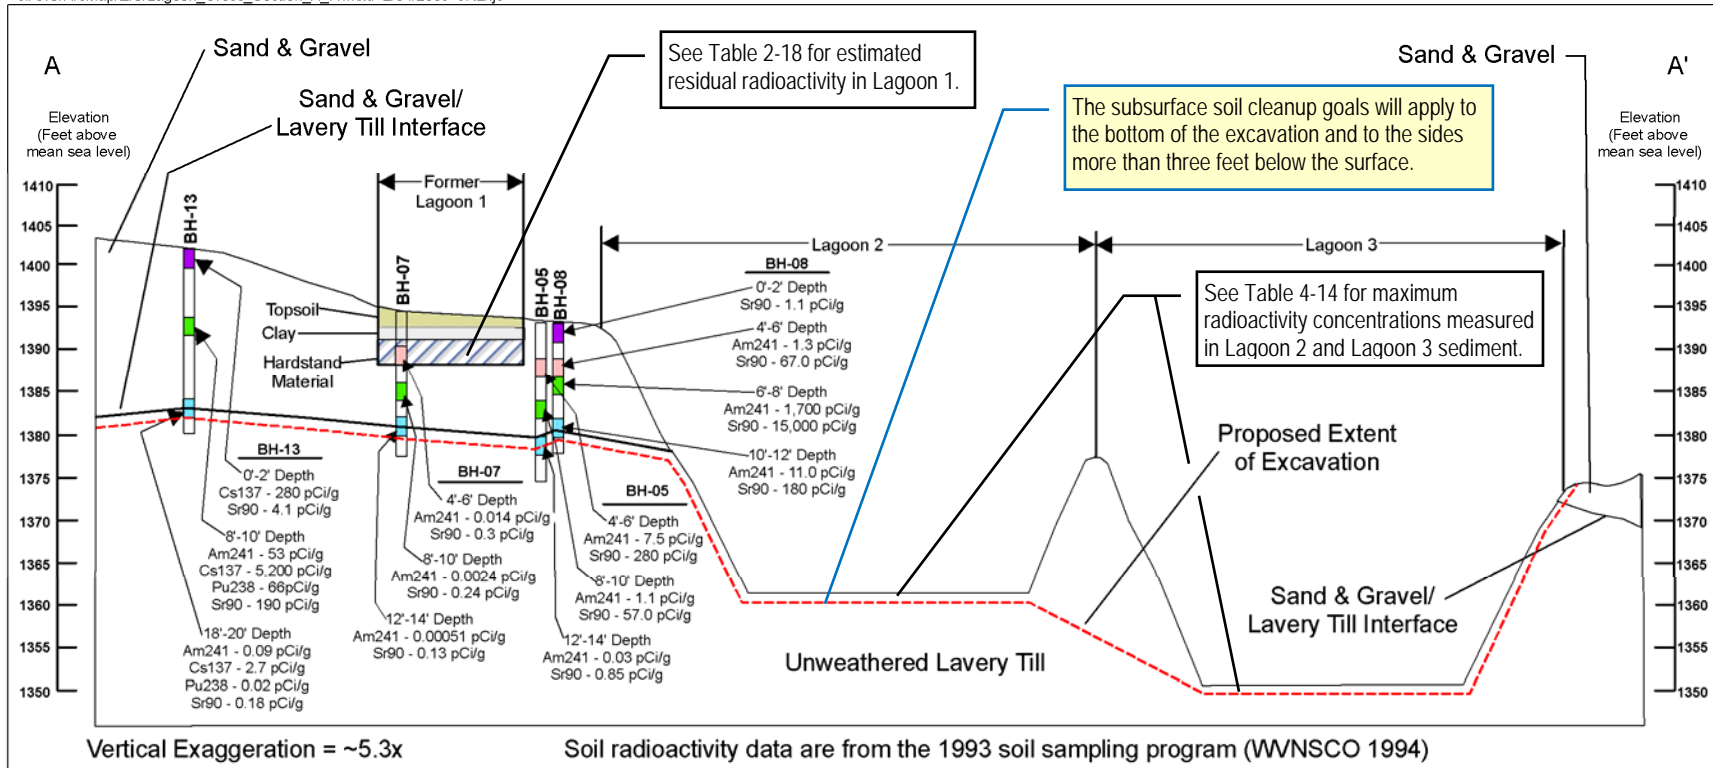 A
Sand & Gravel
See Table 2-18 for estimated
residual radioactivity in Lagoon 1.
Sand & Gravel
A'
Elevation
(Feet above
mean sea level)
Sand & Gravel/
Lavery Till Interface
The subsurface soil cleanup goals will apply to
the bottom of the excavation and to the sides
more than three feet below the surface.
Elevation
(Feet above
mean sea level)
1410
1405
1400
1395
1390
1385
1380
1375
1370
1365
1360
1355
1350
BH-13
Former
Lagoon 1
BH-07
BH-05
BH-08
Lagoon 2
Lagoon 3
Topsoil
Clay
Hardstand
Material
BH-08
0'-2' Depth
Sr90 - 1.1 pCi/g
4'-6' Depth
Am241 - 1.3 pCi/g
Sr90 - 67.0 pCi/g
6'-8' Depth
Am241 - 1,700 pCi/g
Sr90 - 15,000 pCi/g
10'-12' Depth
Am241 - 11.0 pCi/g
Sr90 - 180 pCi/g
See Table 4-14 for maximum
radioactivity concentrations measured
in Lagoon 2 and Lagoon 3 sediment.
BH-13
0'-2' Depth
Cs137 - 280 pCi/g
Sr90 - 4.1 pCi/g
8'-10' Depth
Am241 - 53 pCi/g
Cs137 - 5,200 pCi/g
Pu238 - 66pCi/g
Sr90 - 190 pCi/g
18'-20' Depth
Am241 - 0.09 pCi/g
Cs137 - 2.7 pCi/g
Pu238 - 0.02 pCi/g
Sr90 - 0.18 pCi/g
BH-07
4'-6' Depth
Am241 - 0.014 pCi/g
Sr90 - 0.3 pCi/g
8'-10' Depth
Am241 - 0.0024 pCi/g
Sr90 - 0.24 pCi/g
12'-14' Depth
Am241 - 0.00051 pCi/g
Sr90 - 0.13 pCi/g
BH-05
4'-6' Depth
Am241 - 7.5 pCi/g
Sr90 - 280 pCi/g
8'-10' Depth
Am241 - 1.1 pCi/g
Sr90 - 57.0 pCi/g
12'-14' Depth
Am241 - 0.03 pCi/g
Sr90 - 0.85 pCi/g
Proposed Extent
of Excavation
Sand & Gravel/
Lavery Till Interface
Unweathered Lavery Till
1410
1405
1400
1395
1390
1385
1380
1375
1370
1365
1360
1355
1350
Vertical Exaggeration = ~5.3x
Soil radioactivity data are from the 1993 soil sampling program (WVNSCO 1994)